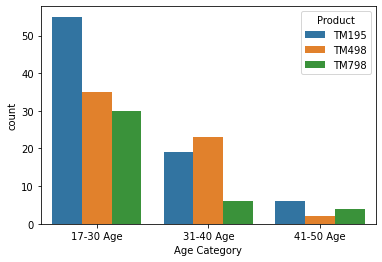 Product
TM195
TM498
TM798
count
50
40
30
20
10
0
17-30 Age
31-40 Age
41-50 Age
Age Category